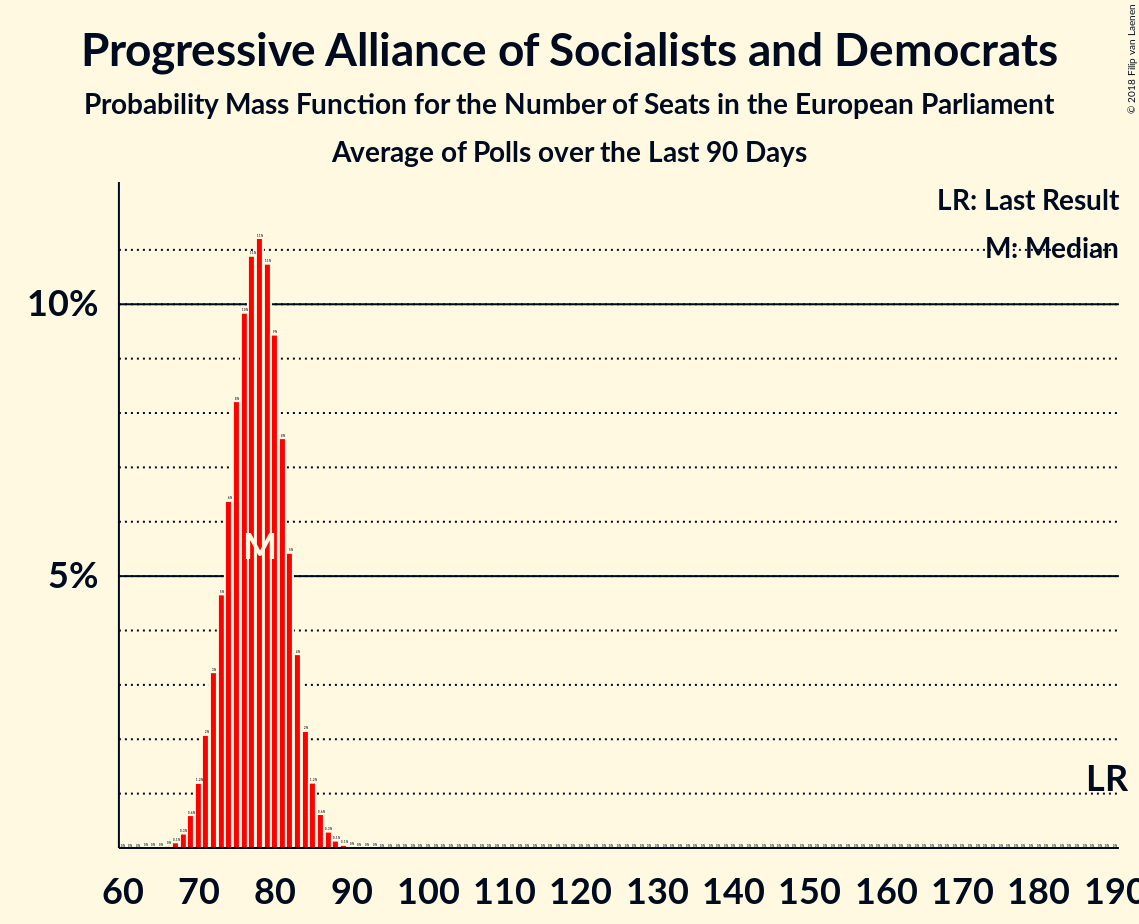 Progressive Alliance of Socialists and Democrats
Probability Mass Function for the Number of Seats in the European Parliament
Average of Polls over the Last 90 Days
© 2018 Filip van Laenen
LR: Last Result
M: Median
10%
5%
M
LR
60 70 80 90 100 110 120 130 140 150 160 170 180 190